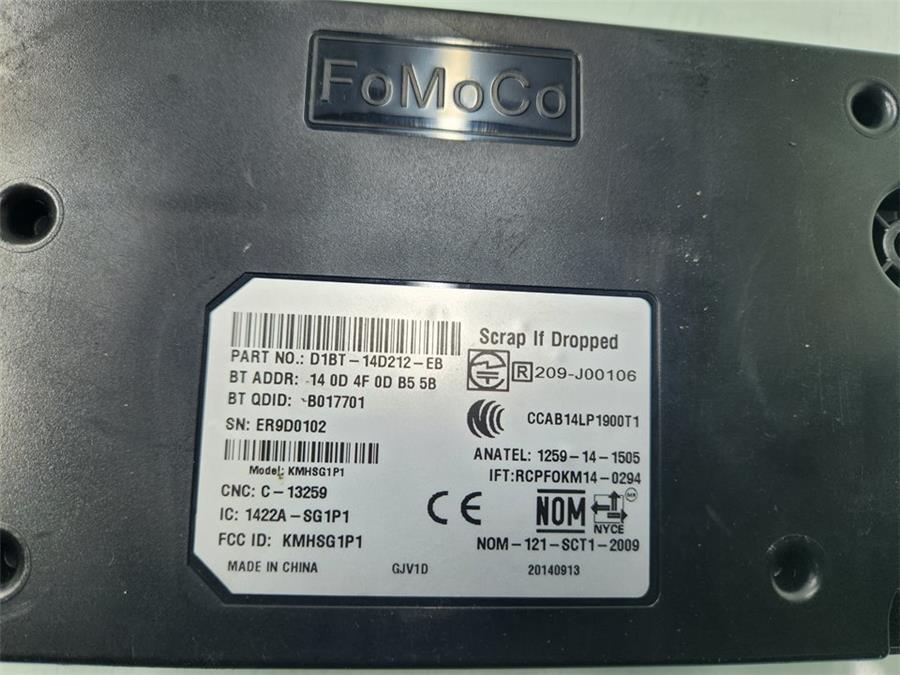 FoMoCo
PART NO.: D1BT-14D212-EB
BT ADDR: 14 0D 4F 0D B5 5B
BT QDID: B017701
SN: ER9D0102
Model: KMHSG1P1
CNC: C-13259
IC: 1422A-SG1P1
FCC ID: KMHSG1P1
MADE IN CHINA
GJV1D
Scrap If Dropped
R 209-J00106
CCAB14LP1900T1
ANATEL: 1259-14-1505
IFT:RCPFOKM14-0294
CE
NOM
NYCE
NOM-121-SCT1-2009
20140913